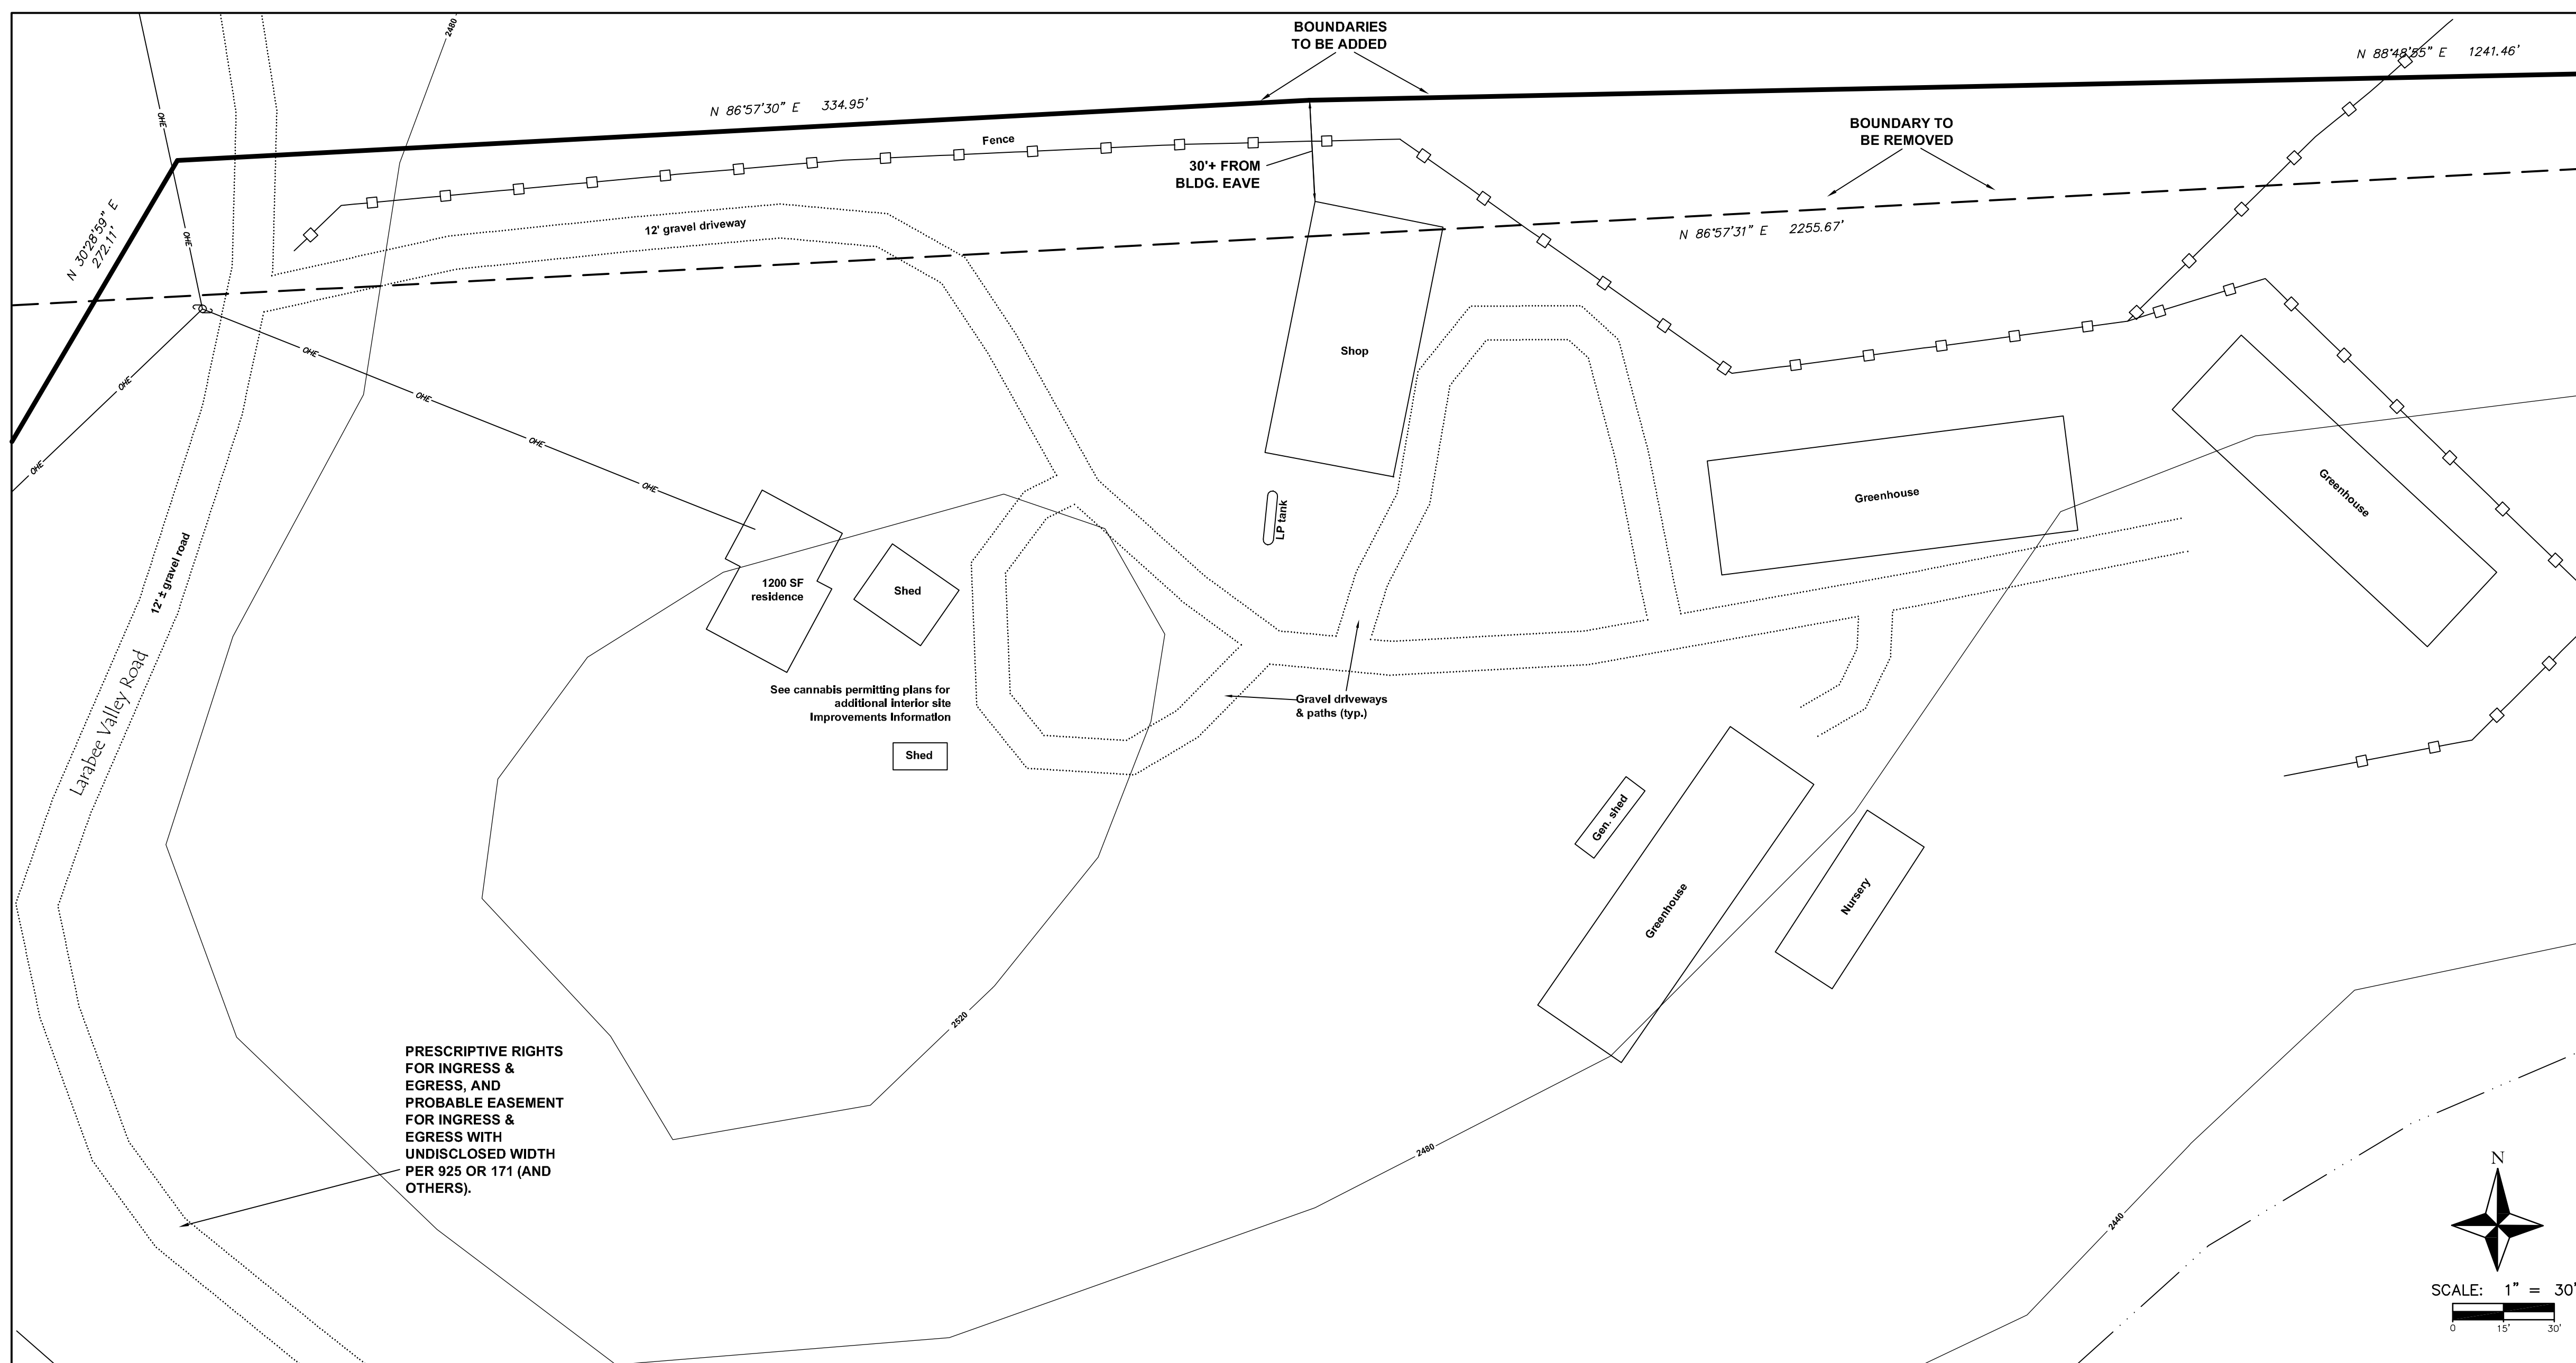 2480
BOUNDARIES
TO BE ADDED
N 88°48'55" E 1241.46'
N 86°57'30" E 334.95'
OHE
Fence
BOUNDARY TO
BE REMOVED
30'+ FROM
BLDG. EAVE
N 30°28'59" E
272.11'
OHE
12' gravel driveway
N 86°57'31" E 2255.67'
OHE
OHE
OHE
OHE
OHE
OHE
Shop
LP tank
Greenhouse
Greenhouse
12' ± gravel road
1200 SF
residence
Shed
Larabee Valley Road
See cannabis permitting plans for
additional interior site
Improvements Information
Gravel driveways
& paths (typ.)
Shed
Gen. shed
Greenhouse
Nursery
2520
PRESCRIPTIVE RIGHTS
FOR INGRESS &
EGRESS, AND
PROBABLE EASEMENT
FOR INGRESS &
EGRESS WITH
UNDISCLOSED WIDTH
PER 925 OR 171 (AND
OTHERS).
2480
2440
N
SCALE: 1" = 30'
0 15' 30'